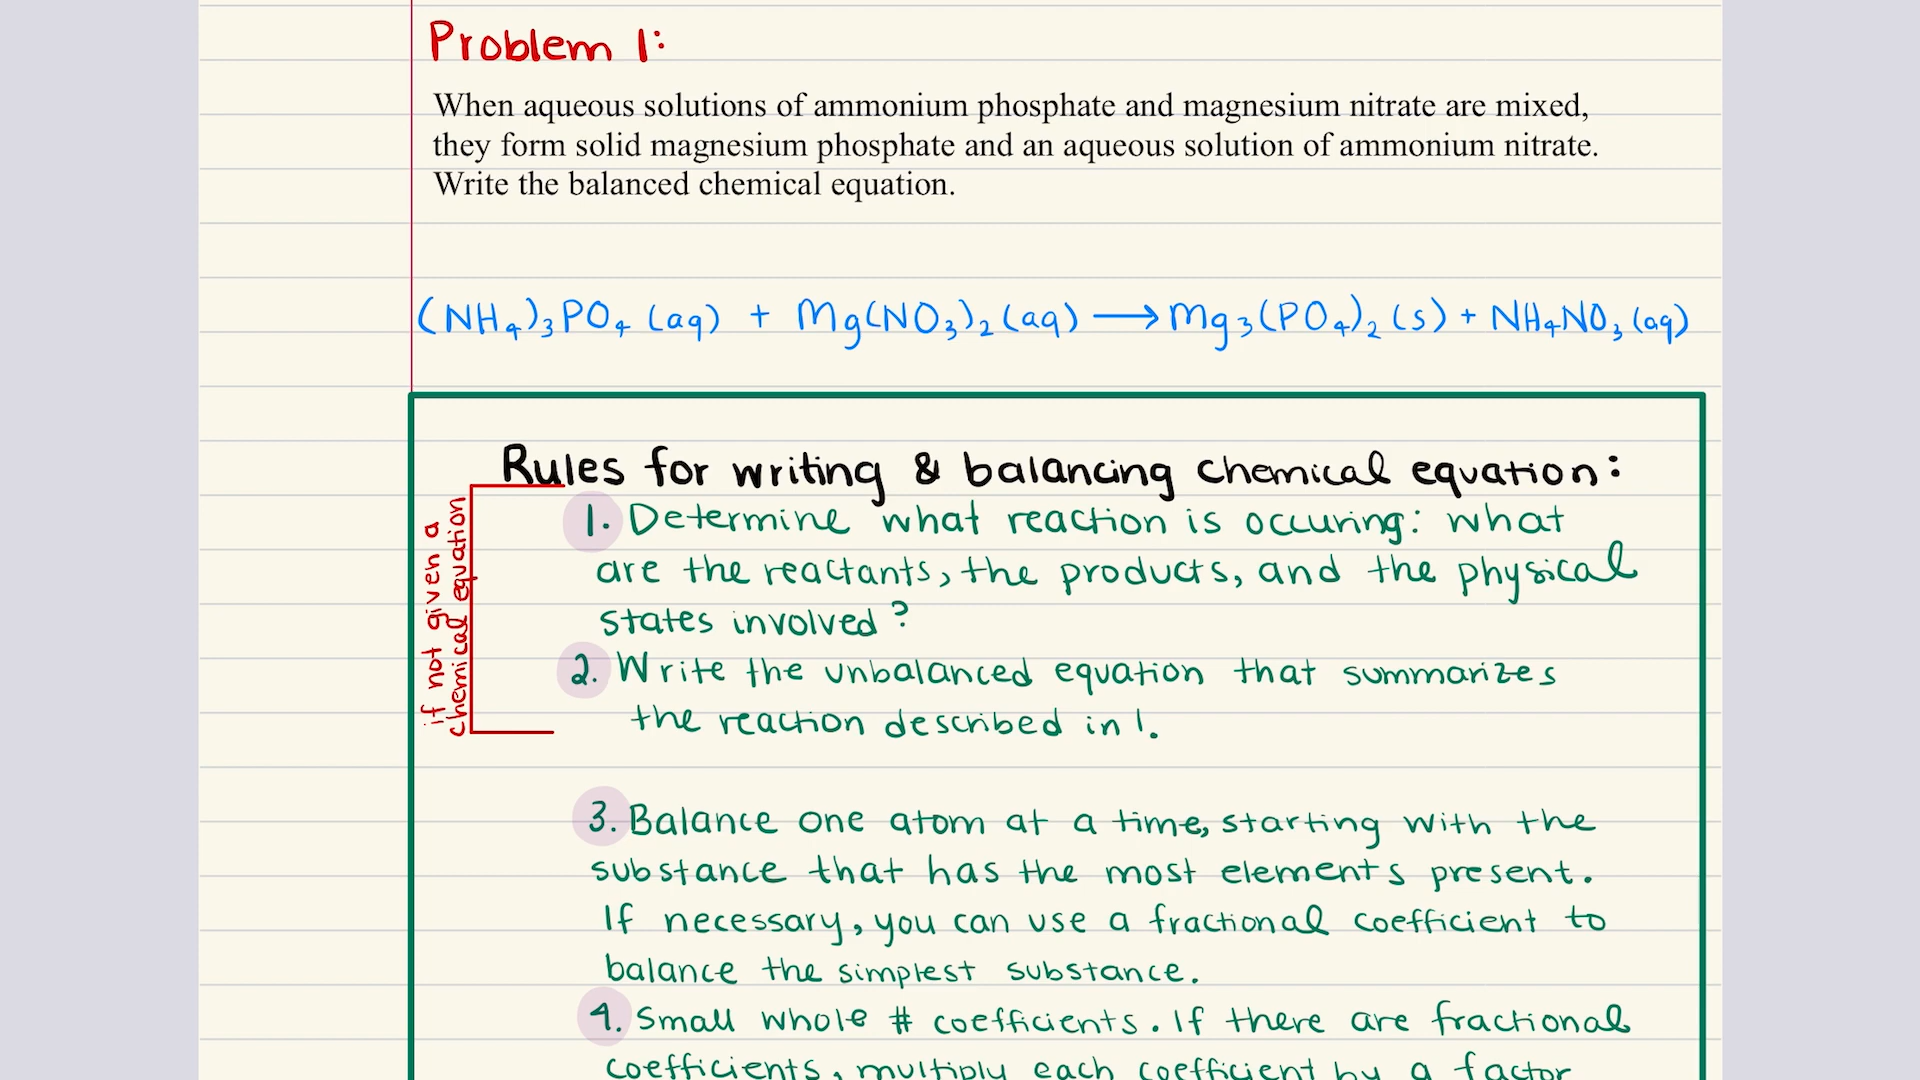 Problem 1:
When aqueous solutions of ammonium phosphate and magnesium nitrate are mixed,
they form solid magnesium phosphate and an aqueous solution of ammonium nitrate.
Write the balanced chemical equation.
(NH₄)₃PO₄ (aq) + Mg(NO₃)₂ (aq) ⟶ Mg₃(PO₄)₂ (s) + NH₄NO₃ (aq)
Rules for writing & balancing chemical equation:
if not given a
chemical equation
1. Determine what reaction is occuring: what
are the reactants, the products, and the physical
states involved?
2. Write the unbalanced equation that summarizes
the reaction described in 1.
3. Balance one atom at a time, starting with the
substance that has the most elements present.
If necessary, you can use a fractional coefficient to
balance the simplest substance.
4. Small whole # coefficients. If there are fractional
coefficients, multiply each coefficient by a factor